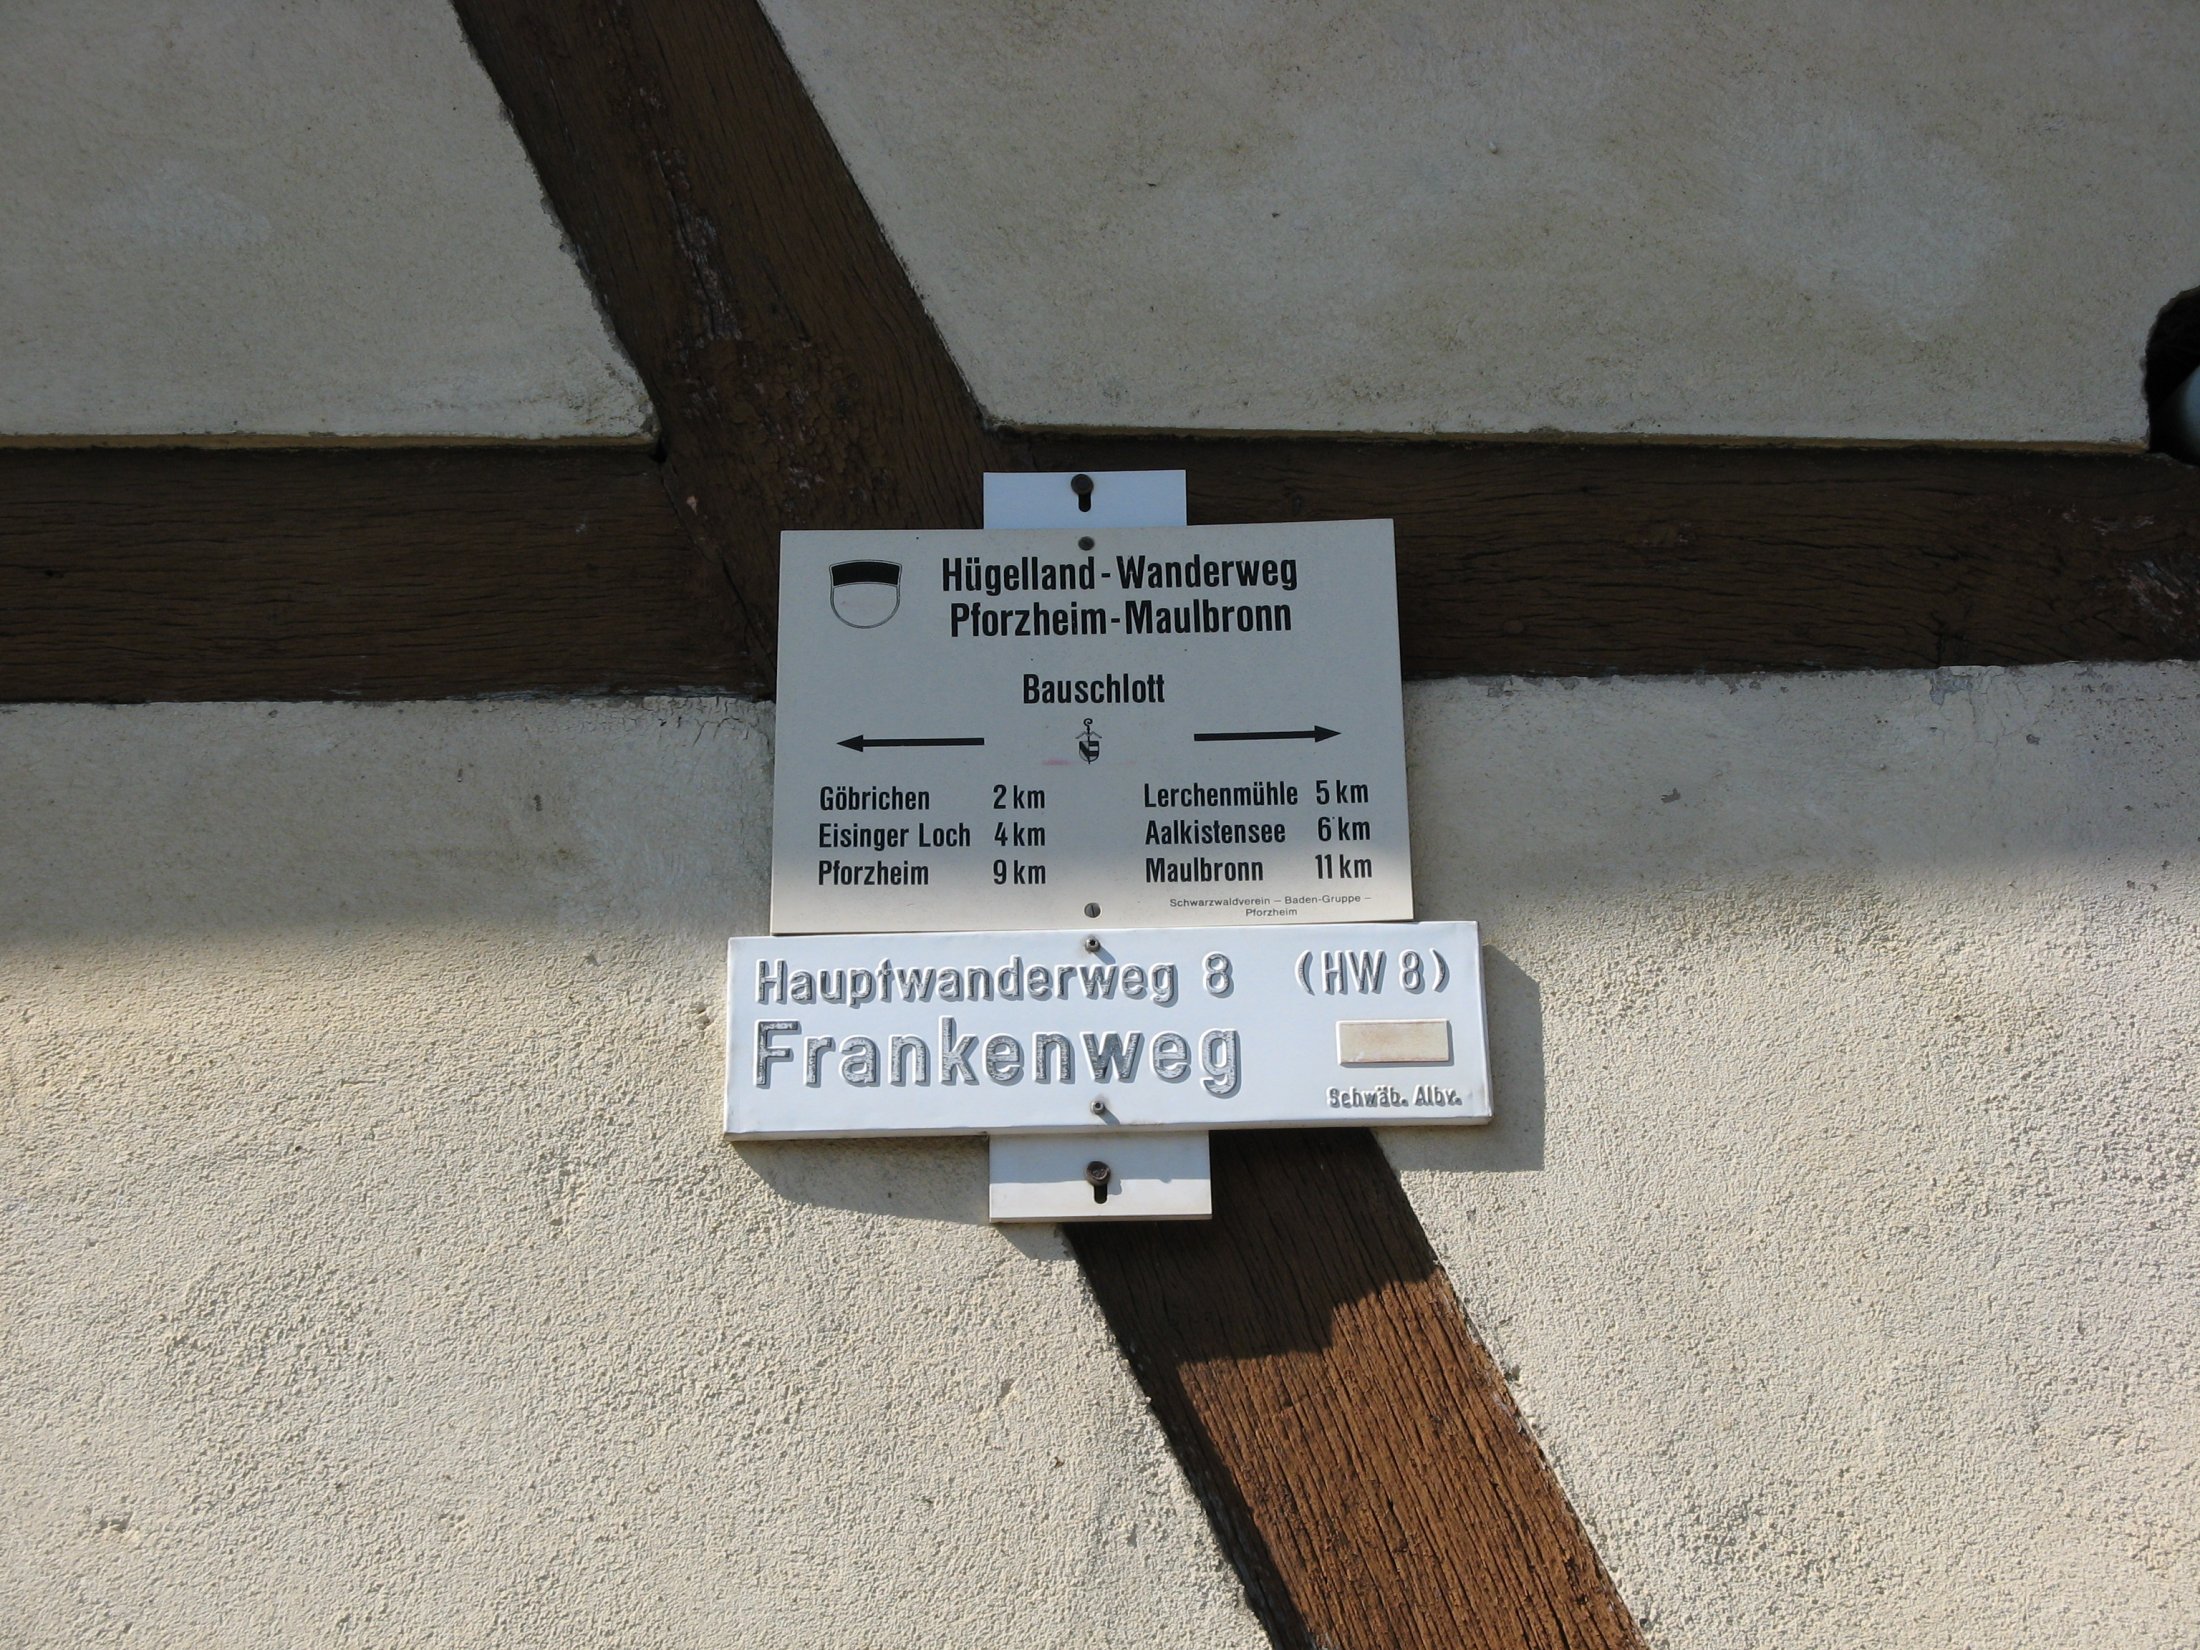 Hügelland-Wanderweg
Pforzheim-Maulbronn
Bauschlott
Göbrichen 2 km
Eisinger Loch 4 km
Pforzheim 9 km
Lerchenmühle 5 km
Aalkistensee 6 km
Maulbronn 11 km
Schwarzwaldverein – Baden-Gruppe –
Pforzheim
Hauptwanderweg 8 (HW 8)
Frankenweg
Schwäb. Albv.